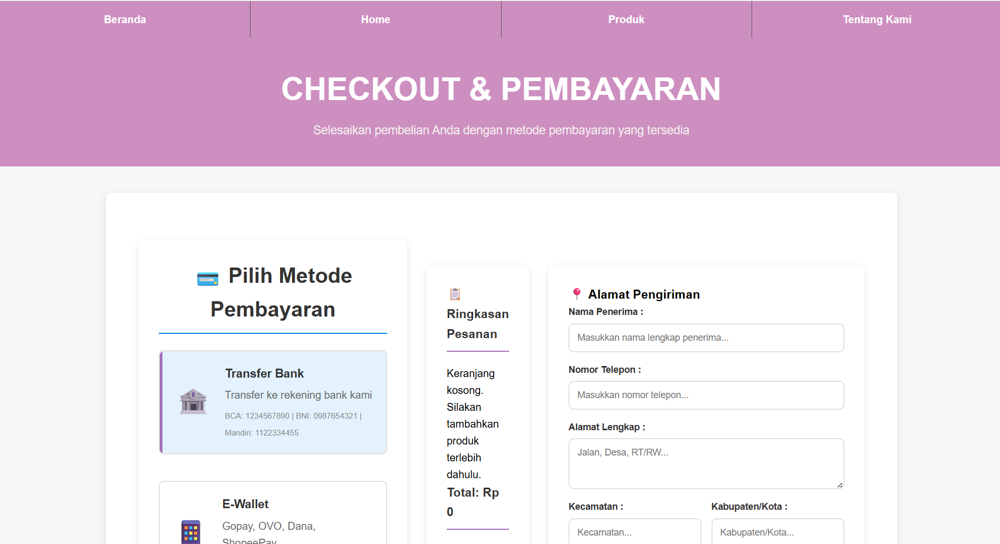 Beranda
Home
Produk
Tentang Kami
CHECKOUT & PEMBAYARAN
Selesaikan pembelian Anda dengan metode pembayaran yang tersedia
Pilih Metode
Pembayaran
Transfer Bank
Transfer ke rekening bank kami
BCA: 1234567890 | BNI: 0987654321 |
Mandiri: 1122334455
E-Wallet
Gopay, OVO, Dana,
ShopeePay
Ringkasan
Pesanan
Keranjang
kosong.
Silakan
tambahkan
produk
terlebih
dahulu.
Total: Rp
0
Alamat Pengiriman
Nama Penerima :
Masukkan nama lengkap penerima...
Nomor Telepon :
Masukkan nomor telepon...
Alamat Lengkap :
Jalan, Desa, RT/RW...
Kecamatan :
Kabupaten/Kota :
Kecamatan...
Kabupaten/Kota...